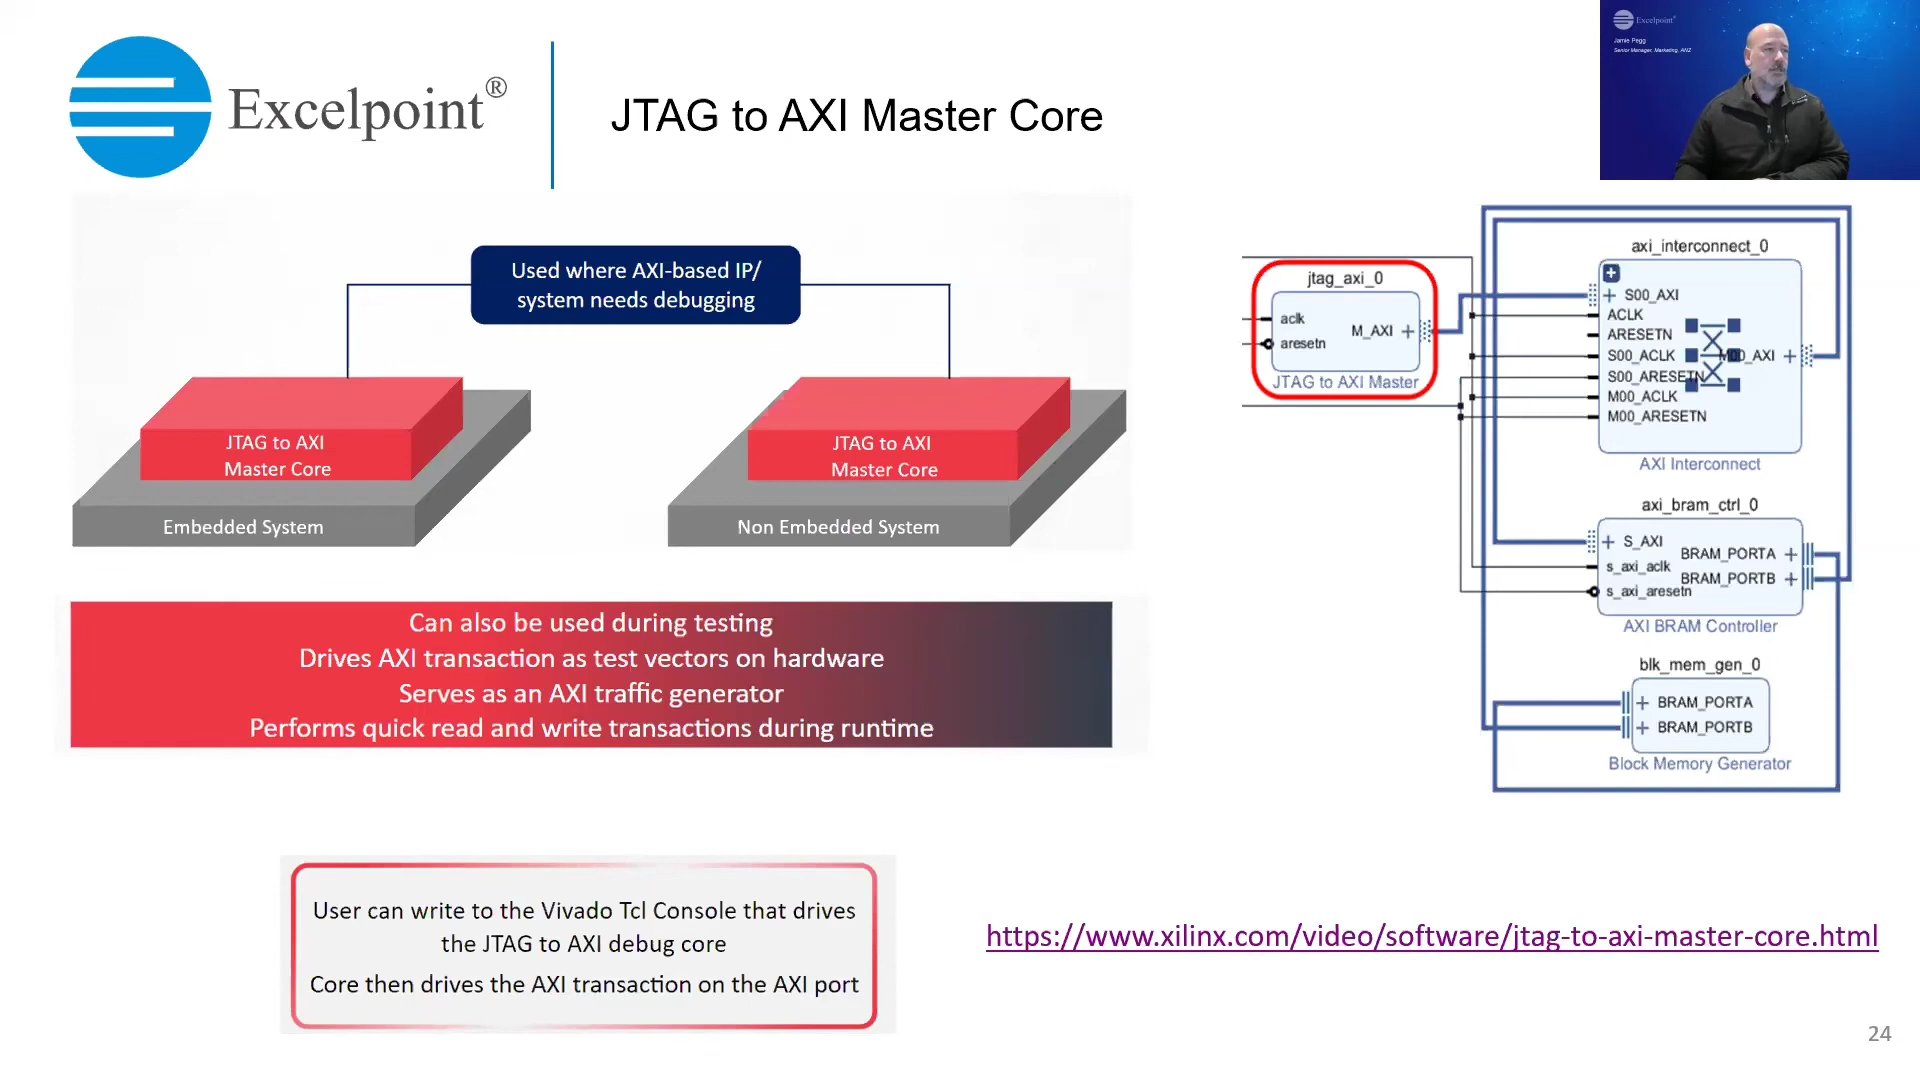 Excelpoint®
JTAG to AXI Master Core
Excelpoint®
Jamie Pegg
Senior Manager, Marketing, ANZ
Used where AXI-based IP/
system needs debugging
JTAG to AXI
Master Core
Embedded System
JTAG to AXI
Master Core
Non Embedded System
Can also be used during testing
Drives AXI transaction as test vectors on hardware
Serves as an AXI traffic generator
Performs quick read and write transactions during runtime
jtag_axi_0
aclk
aresetn
M_AXI
JTAG to AXI Master
axi_interconnect_0
S00_AXI
ACLK
ARESETN
S00_ACLK
M00_AXI
S00_ARESETN
M00_ACLK
M00_ARESETN
AXI Interconnect
axi_bram_ctrl_0
S_AXI
s_axi_aclk
s_axi_aresetn
BRAM_PORTA
BRAM_PORTB
AXI BRAM Controller
blk_mem_gen_0
BRAM_PORTA
BRAM_PORTB
Block Memory Generator
User can write to the Vivado Tcl Console that drives
the JTAG to AXI debug core
Core then drives the AXI transaction on the AXI port
https://www.xilinx.com/video/software/jtag-to-axi-master-core.html
24